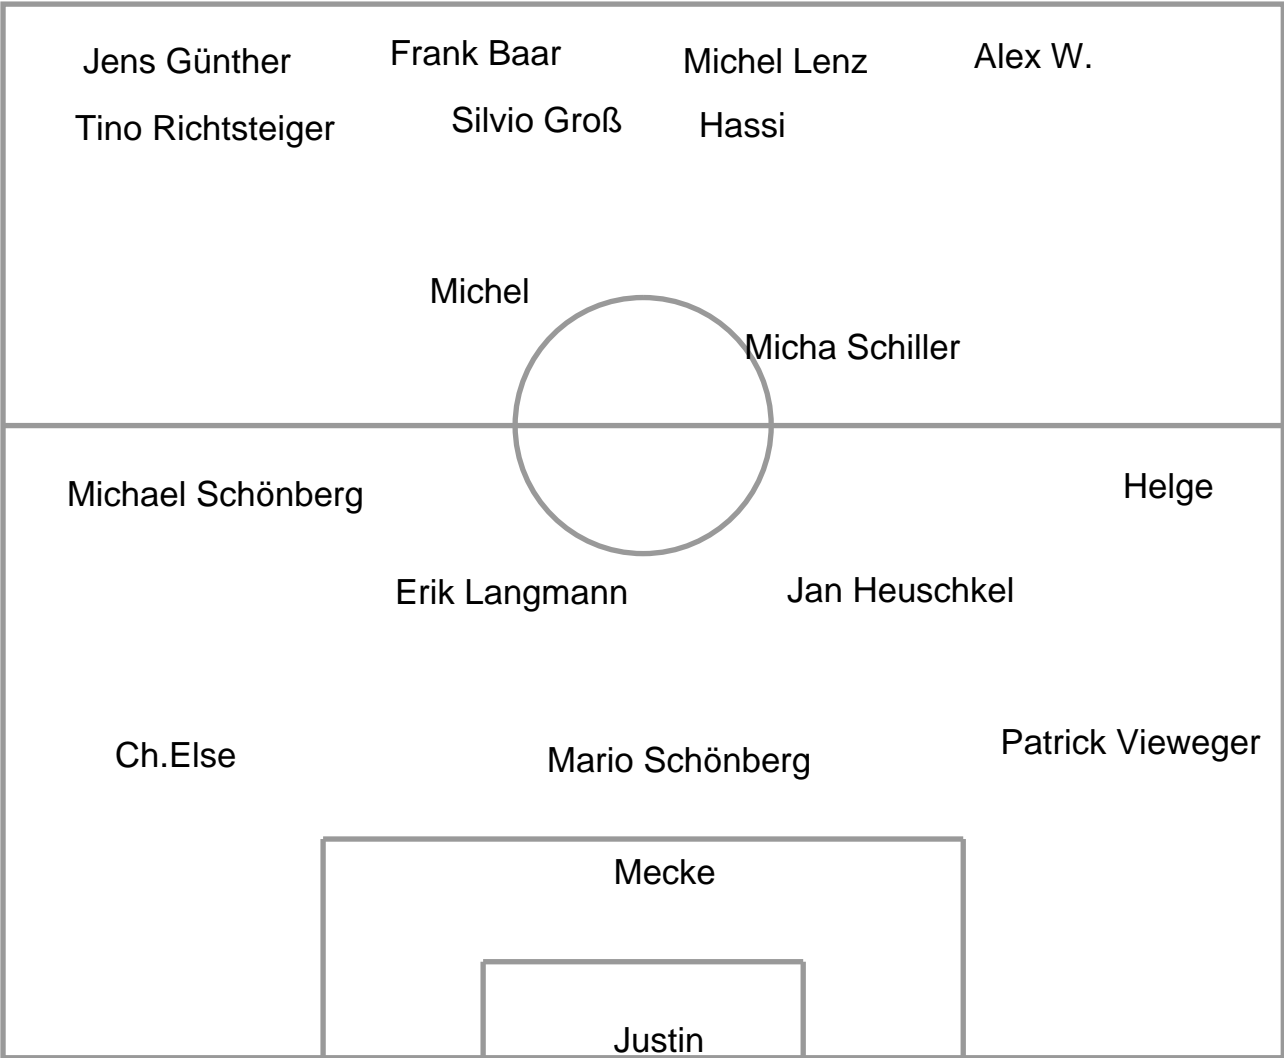 Jens Günther
Frank Baar
Michel Lenz
Alex W.
Tino Richtsteiger
Silvio Groß
Hassi
Michel
Micha Schiller
Michael Schönberg
Helge
Erik Langmann
Jan Heuschkel
Ch.Else
Mario Schönberg
Patrick Vieweger
Mecke
Justin